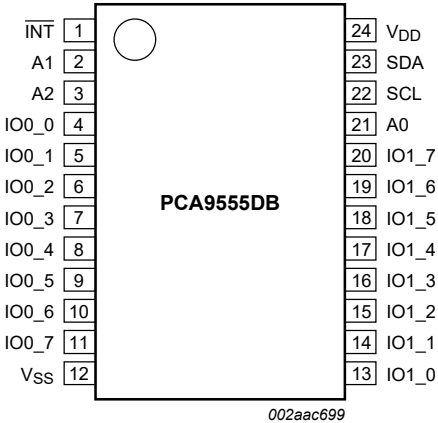 INT 1 24 VDD
A1 2 23 SDA
A2 3 22 SCL
IO0_0 4 21 A0
IO0_1 5 20 IO1_7
IO0_2 6 19 IO1_6
PCA9555DB
IO0_3 7 18 IO1_5
IO0_4 8 17 IO1_4
IO0_5 9 16 IO1_3
IO0_6 10 15 IO1_2
IO0_7 11 14 IO1_1
VSS 12 13 IO1_0
002aac699